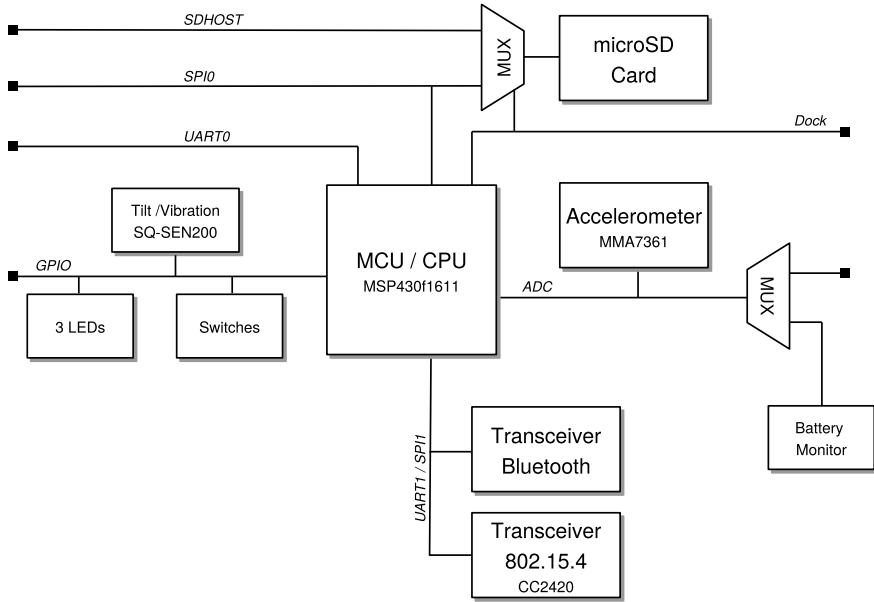 SDHOST
MUX
microSD
Card
SPI0
Dock
UART0
Tilt /Vibration
SQ-SEN200
Accelerometer
MMA7361
GPIO
MCU / CPU
MSP430f1611
ADC
MUX
3 LEDs
Switches
Battery
Monitor
UART1 / SPI1
Transceiver
Bluetooth
Transceiver
802.15.4
CC2420